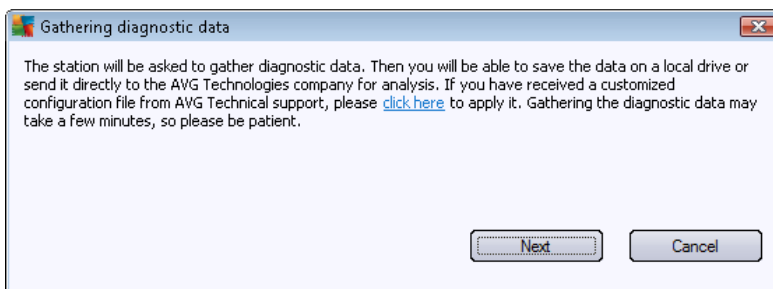 Gathering diagnostic data
The station will be asked to gather diagnostic data. Then you will be able to save the data on a local drive or
send it directly to the AVG Technologies company for analysis. If you have received a customized
configuration file from AVG Technical support, please click here to apply it. Gathering the diagnostic data may
take a few minutes, so please be patient.
Next
Cancel